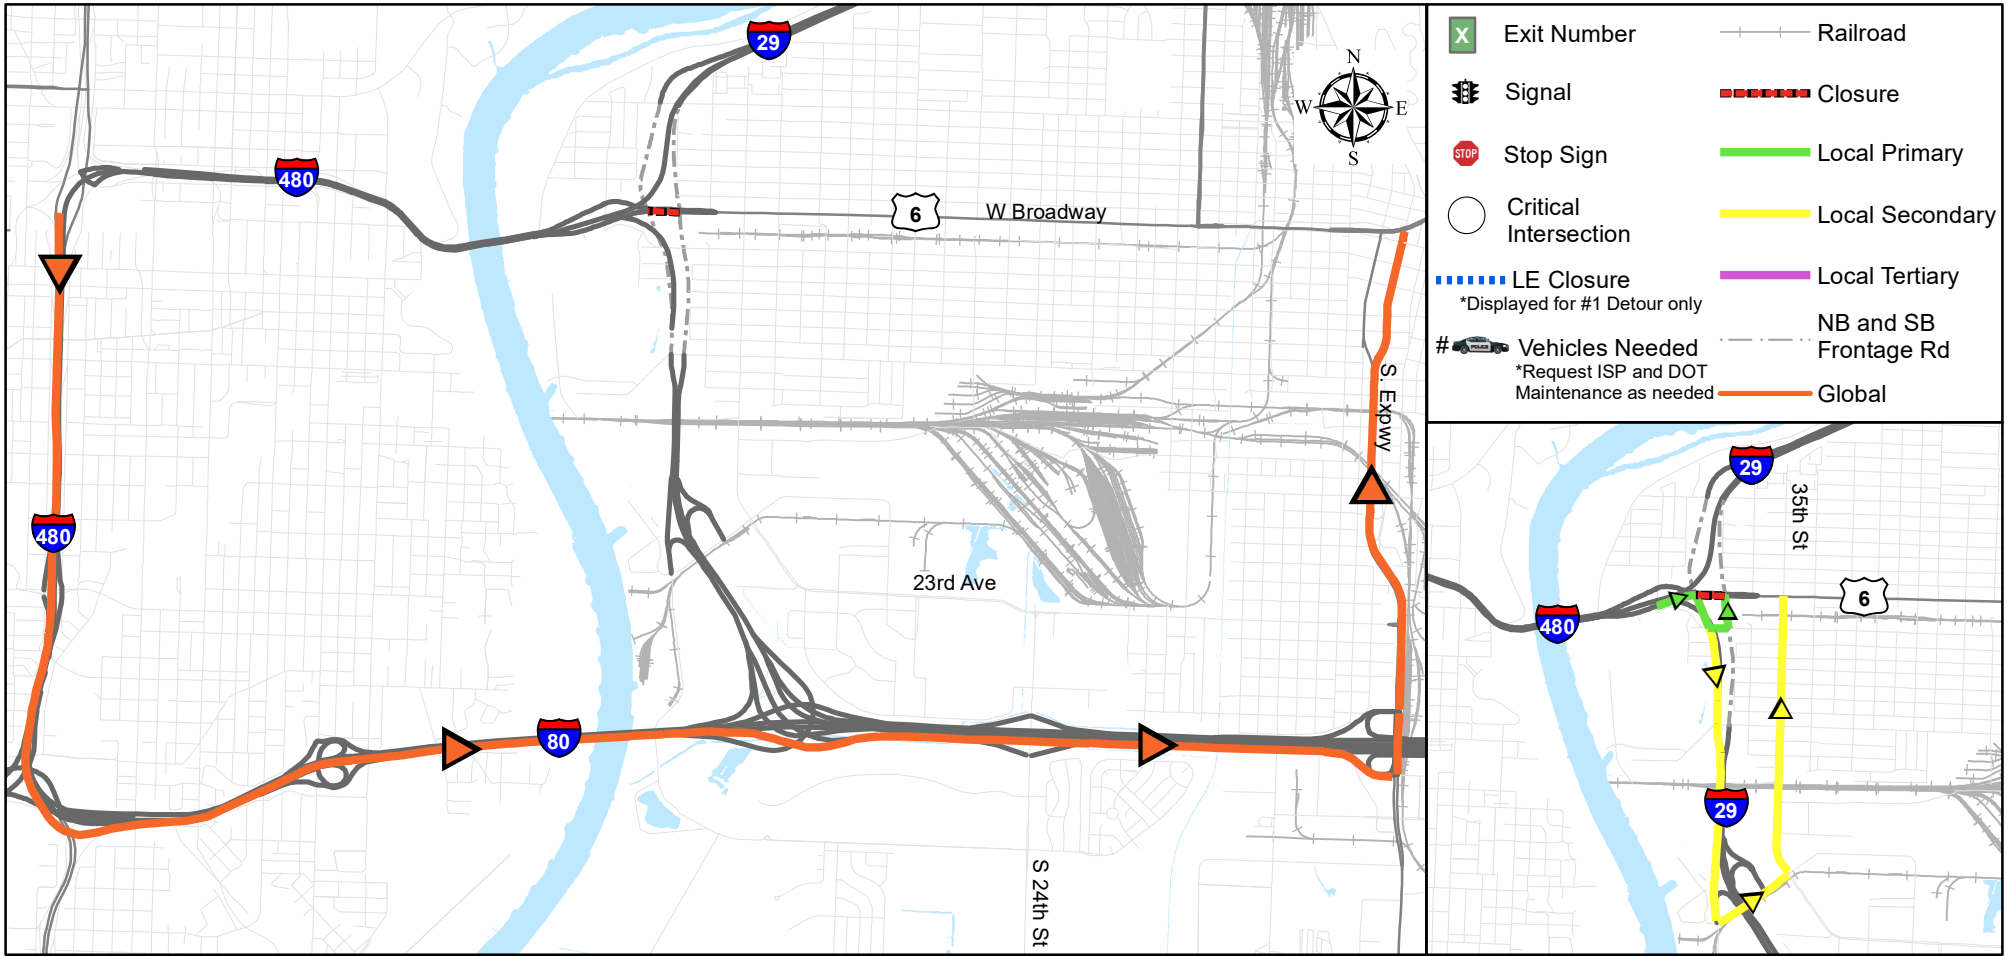 29
N
W
E
S
480
6
W Broadway
S. Expwy
480
23rd Ave
80
S 24th St
X
Exit Number
Signal
STOP
Stop Sign
Critical
Intersection
LE Closure
*Displayed for #1 Detour only
#
POLICE
Vehicles Needed
*Request ISP and DOT
Maintenance as needed
Railroad
Closure
Local Primary
Local Secondary
Local Tertiary
NB and SB
Frontage Rd
Global
29
35th St
6
480
29